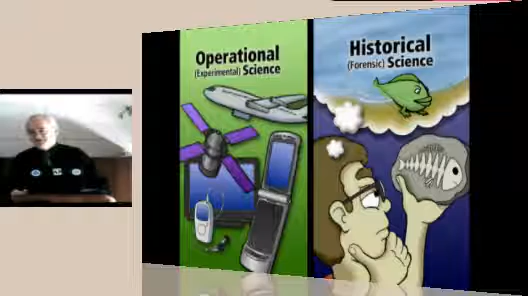 Operational
(Experimental) Science
Historical
(Forensic) Science